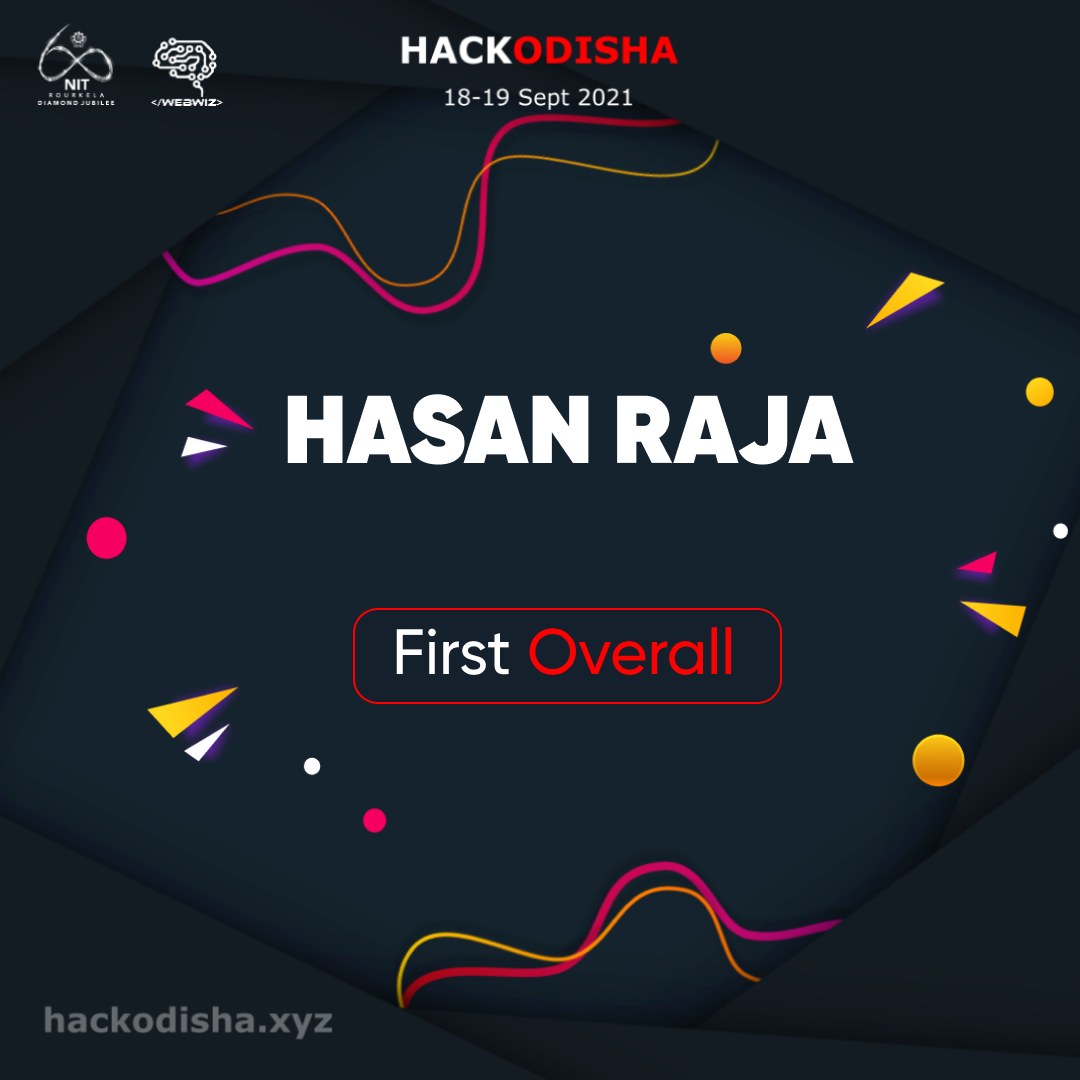 NIT
ROURKELA
DIAMOND JUBILEE
</WEBWIZ>
HACKODISHA
18-19 Sept 2021
HASAN RAJA
First Overall
hackodisha.xyz